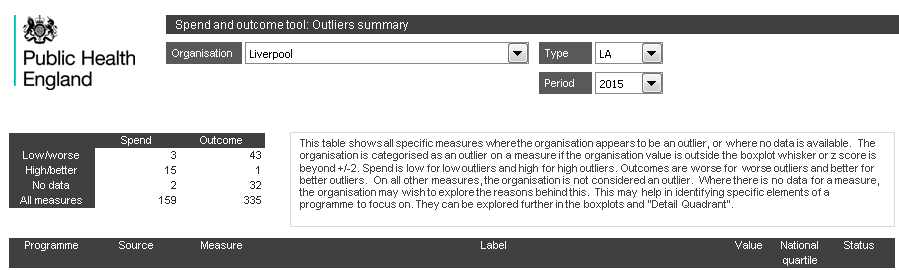 Spend and outcome tool: Outliers summary
Public Health
England
Organisation Liverpool Type LA
Period 2015
Spend Outcome
Low/worse 3 43
High/better 15 1
No data 2 32
All measures 159 335
This table shows all specific measures where the organisation appears to be an outlier, or where no data is available. The
organisation is categorised as an outlier on a measure if the organisation value is outside the boxplot whisker or z score is
beyond +/-2. Spend is low for low outliers and high for high outliers. Outcomes are worse for worse outliers and better for
better outliers. On all other measures, the organisation is not considered an outlier. Where there is no data for a measure,
the organisation may wish to explore the reasons behind this. This may help in identifying specific elements of a
programme to focus on. They can be explored further in the boxplots and "Detail Quadrant".
Programme Source Measure Label Value National Status
quartile